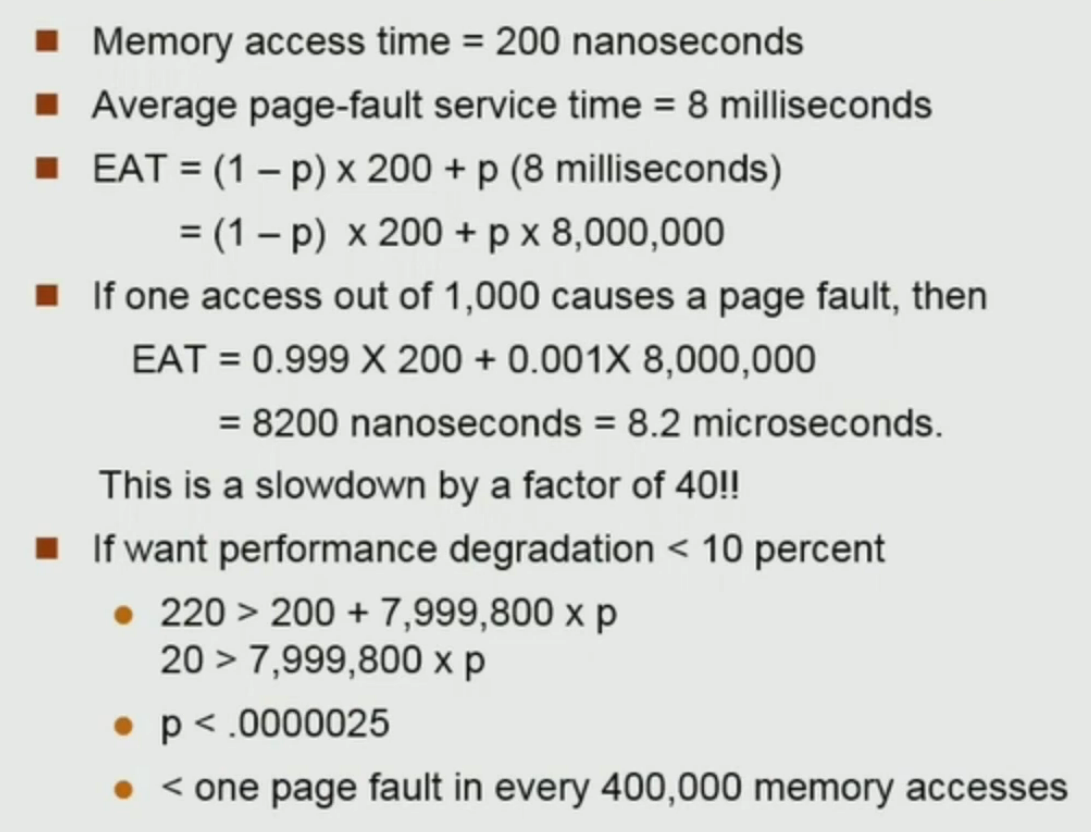 Memory access time = 200 nanoseconds
Average page-fault service time = 8 milliseconds
EAT = (1 – p) x 200 + p (8 milliseconds)
= (1 – p) x 200 + p x 8,000,000
If one access out of 1,000 causes a page fault, then
EAT = 0.999 X 200 + 0.001X 8,000,000
= 8200 nanoseconds = 8.2 microseconds.
This is a slowdown by a factor of 40!!
If want performance degradation < 10 percent
220 > 200 + 7,999,800 x p
20 > 7,999,800 x p
p < .0000025
< one page fault in every 400,000 memory accesses